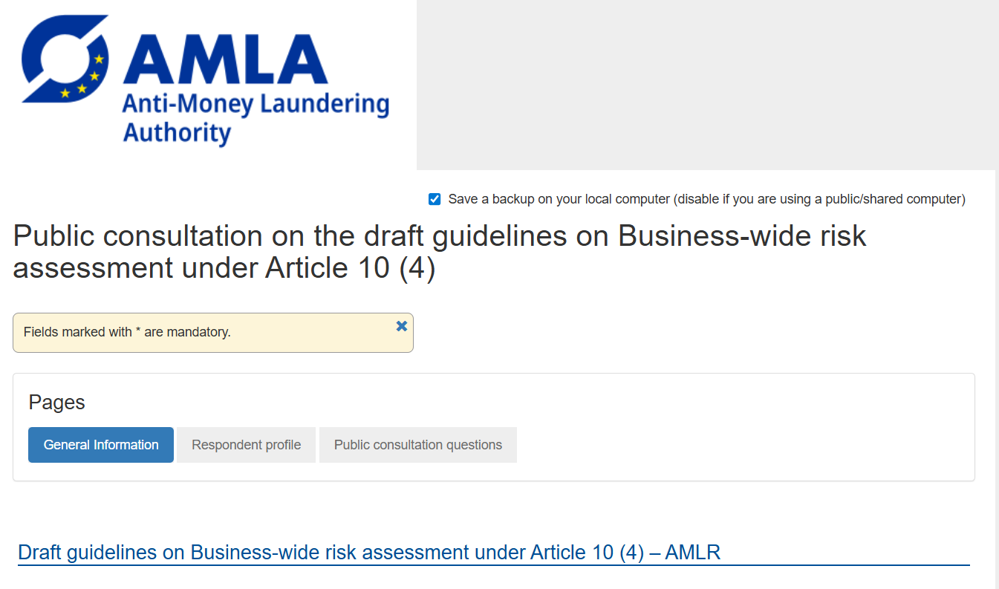 AMLA
Anti-Money Laundering
Authority
Save a backup on your local computer (disable if you are using a public/shared computer)
Public consultation on the draft guidelines on Business-wide risk
assessment under Article 10 (4)
Fields marked with * are mandatory.
Pages
General Information
Respondent profile
Public consultation questions
Draft guidelines on Business-wide risk assessment under Article 10 (4) – AMLR